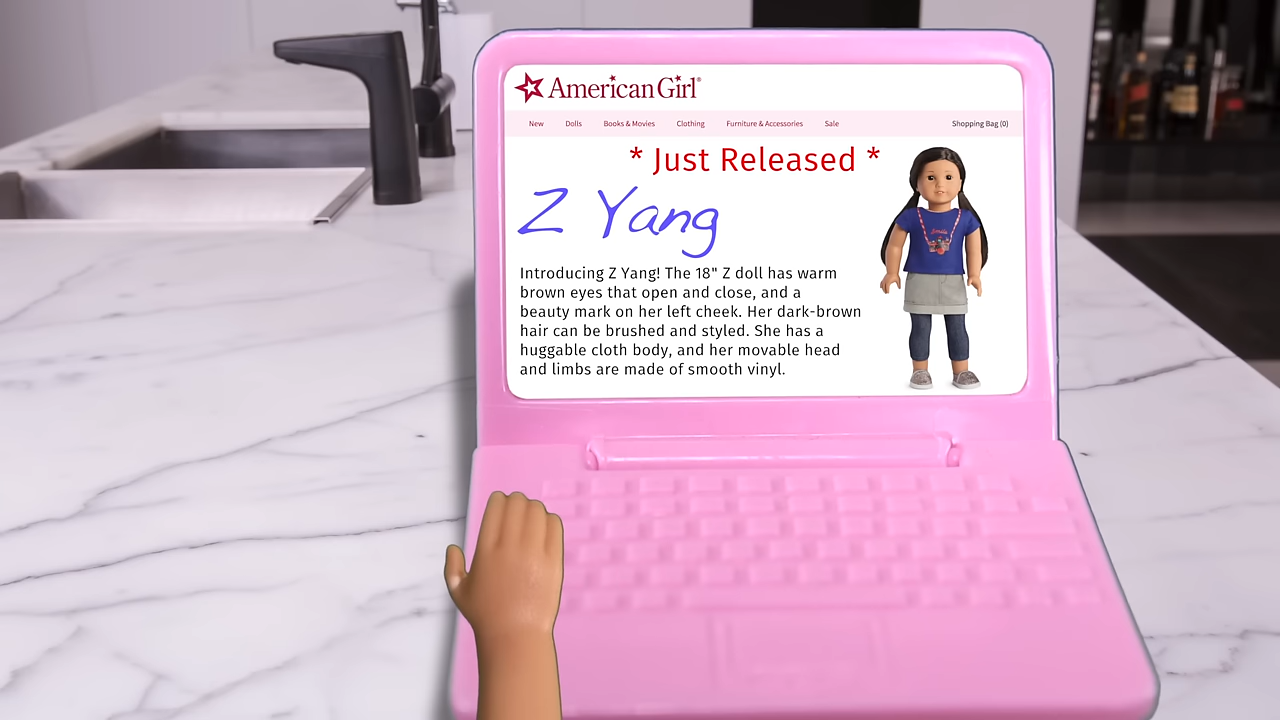 American Girl®
New Dolls Books & Movies Clothing Furniture & Accessories Sale Shopping Bag (0)
* Just Released *
Z Yang
Introducing Z Yang! The 18" Z doll has warm
brown eyes that open and close, and a
beauty mark on her left cheek. Her dark-brown
hair can be brushed and styled. She has a
huggable cloth body, and her movable head
and limbs are made of smooth vinyl.
Smile